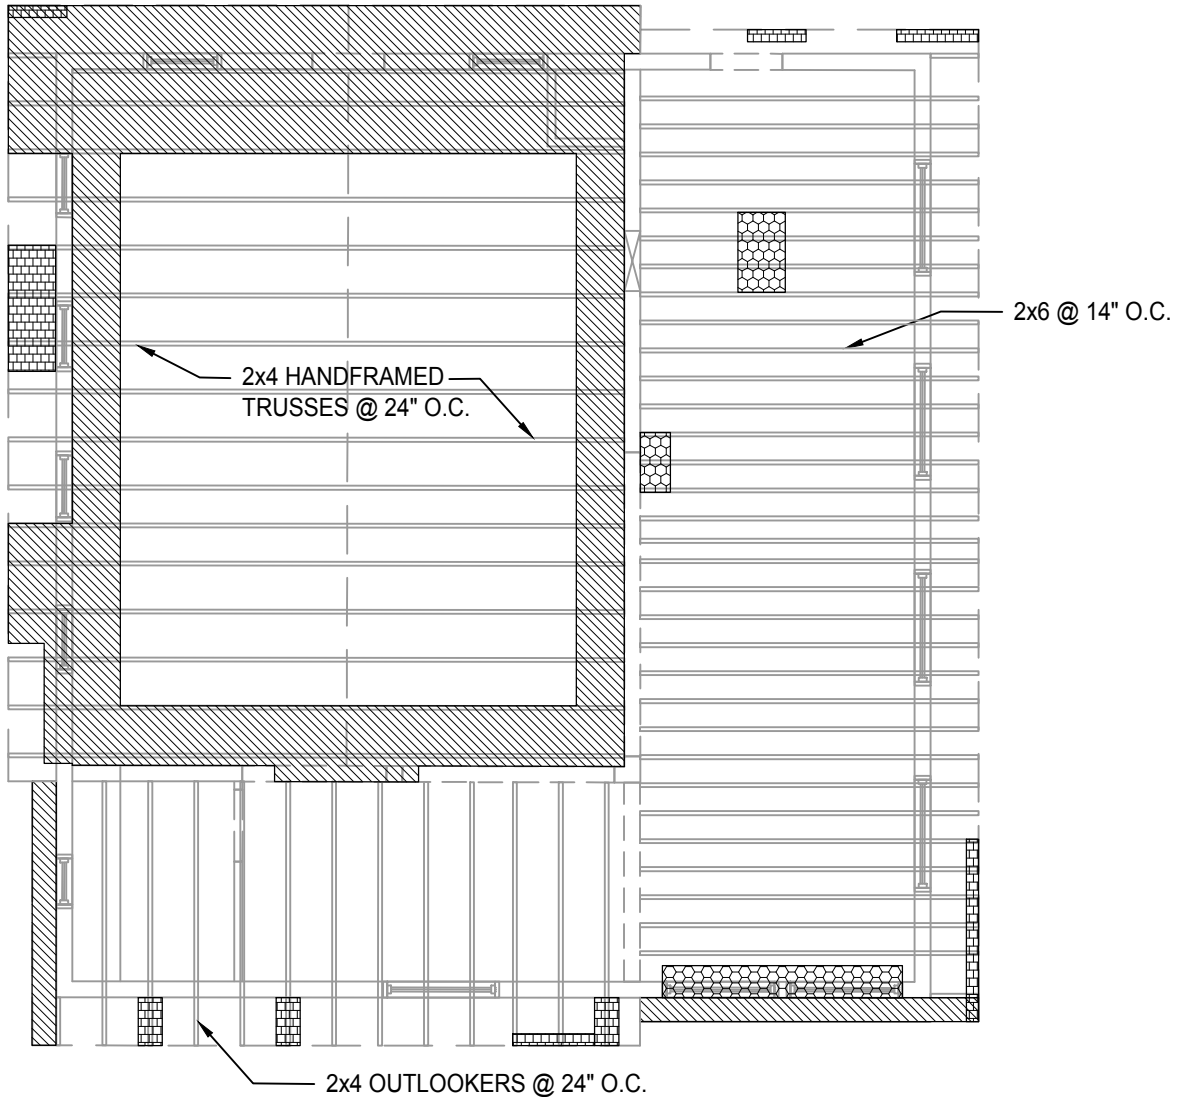 2x6 @ 14" O.C.
2x4 HANDFRAMED
TRUSSES @ 24" O.C.
2x4 OUTLOOKERS @ 24" O.C.